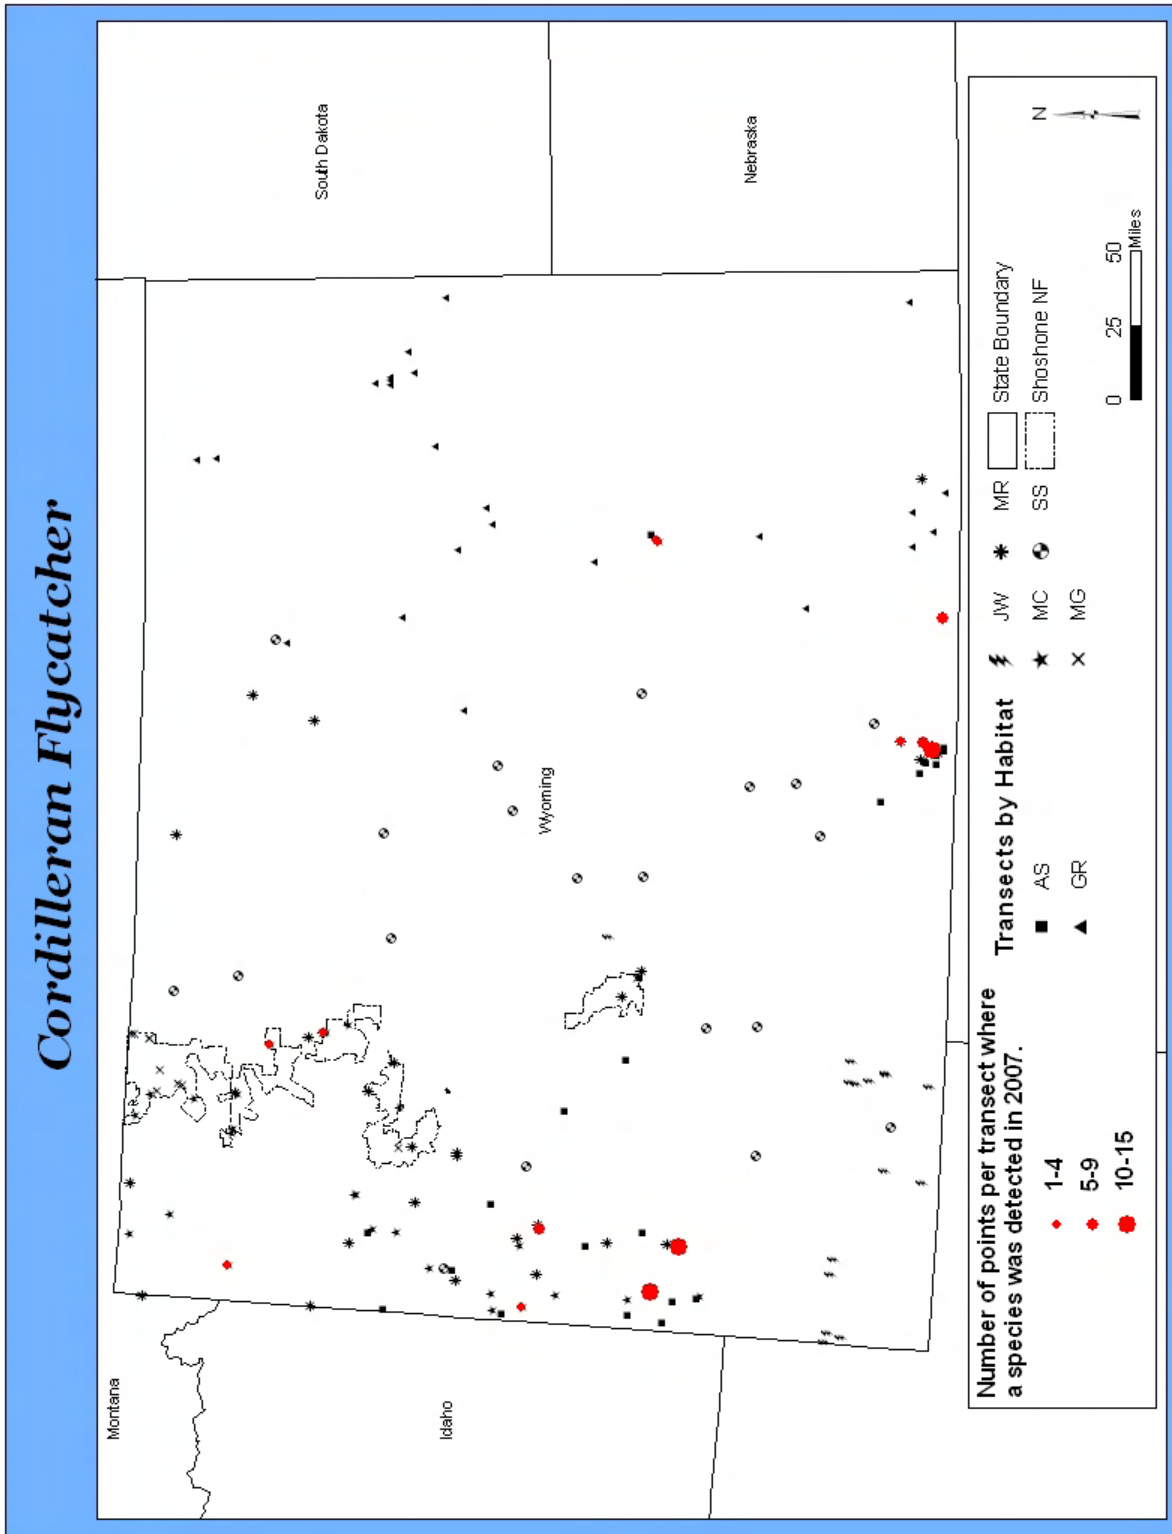 Cordilleran Flycatcher
Montana
Idaho
Wyoming
South Dakota
Nebraska
Number of points per transect where
a species was detected in 2007.
1-4
5-9
10-15
Transects by Habitat
AS
GR
JW
MC
MG
MR
SS
State Boundary
Shoshone NF
0 25 50
Miles
N